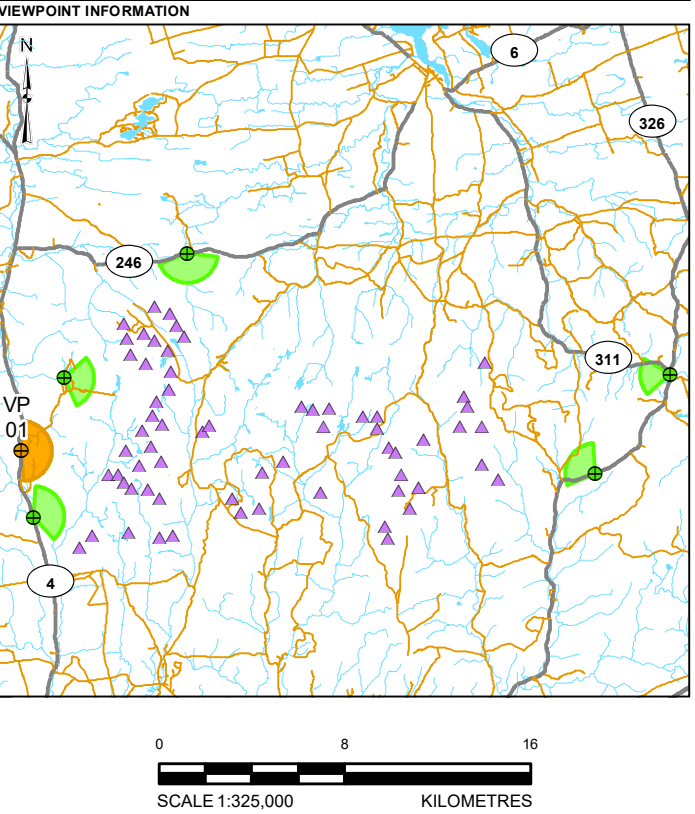 VIEWPOINT INFORMATION
N
6
326
246
311
VP
01
4
0 8 16
SCALE 1:325,000 KILOMETRES